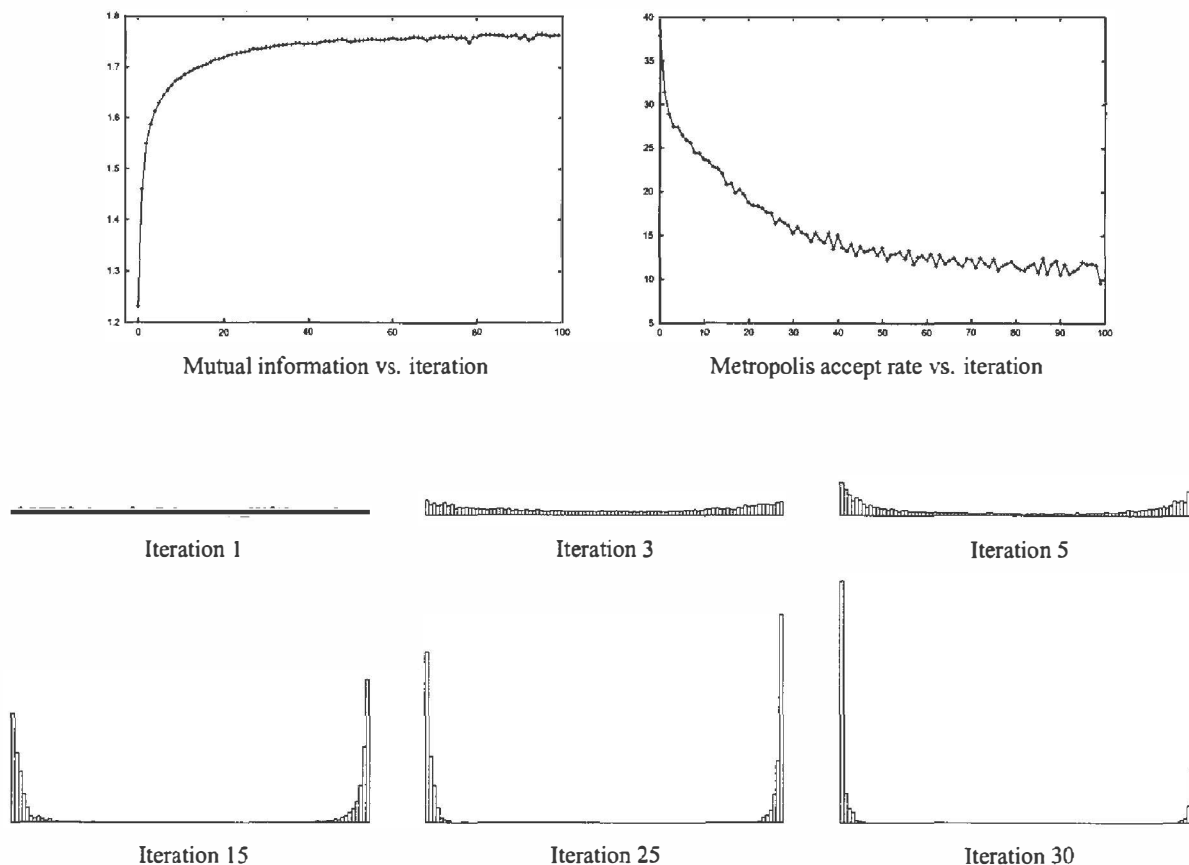 1.8
1.7
1.6
1.5
1.4
1.3
1.2
0 20 40 60 80 100
Mutual information vs. iteration
40
35
30
25
20
15
10
5
0 10 20 30 40 50 60 70 80 90 100
Metropolis accept rate vs. iteration
Iteration 1
Iteration 3
Iteration 5
Iteration 15
Iteration 25
Iteration 30